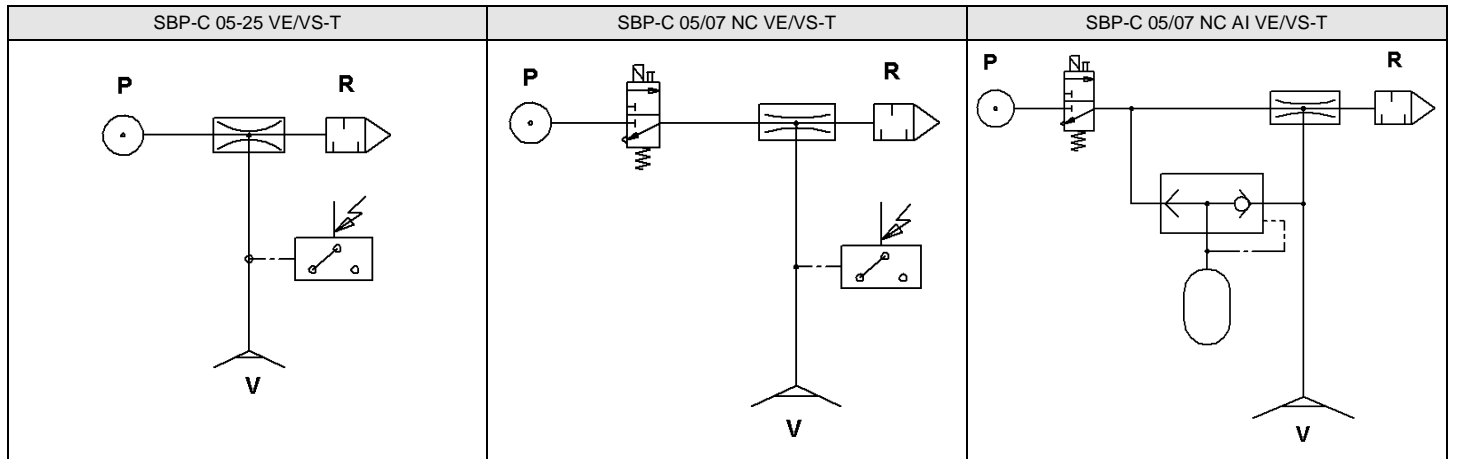 SBP-C 05-25 VE/VS-T
SBP-C 05/07 NC VE/VS-T
SBP-C 05/07 NC AI VE/VS-T
P
R
V
P
R
V
P
R
V